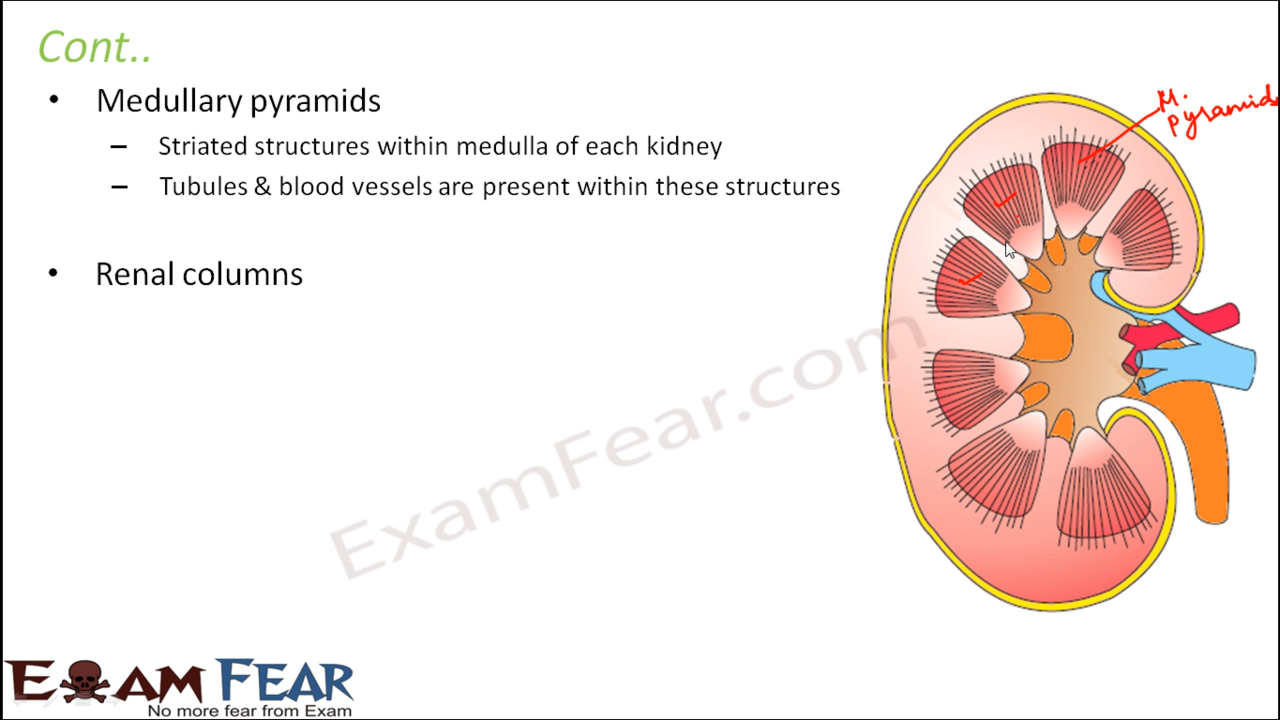 Cont..
• Medullary pyramids
– Striated structures within medulla of each kidney
– Tubules & blood vessels are present within these structures
• Renal columns
M.
Pyramids
ExamFear.com
EXAM FEAR
No more fear from Exam